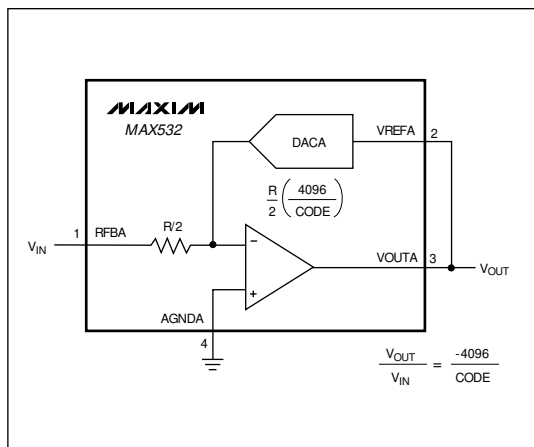 MAXIM
MAX532
DACA
VREFA
2
R/2 (4096/CODE)
R/2
1
RFBA
VIN
−
+
VOUTA
3
VOUT
AGNDA
4
VOUT/VIN = -4096/CODE